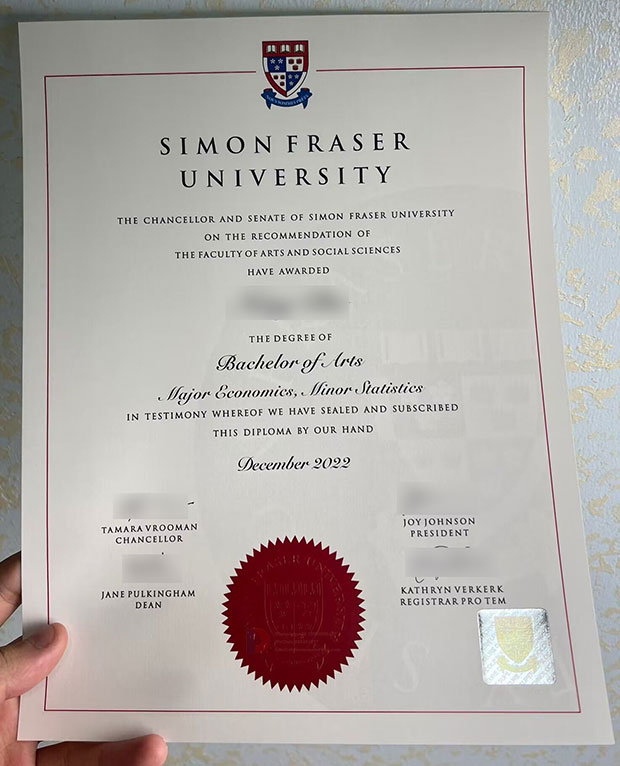 SIMON FRASER
UNIVERSITY
THE CHANCELLOR AND SENATE OF SIMON FRASER UNIVERSITY
ON THE RECOMMENDATION OF
THE FACULTY OF ARTS AND SOCIAL SCIENCES
HAVE AWARDED
THE DEGREE OF
Bachelor of Arts
Major Economics, Minor Statistics
IN TESTIMONY WHEREOF WE HAVE SEALED AND SUBSCRIBED
THIS DIPLOMA BY OUR HAND
December 2022
TAMARA VROOMAN
CHANCELLOR
JOY JOHNSON
PRESIDENT
JANE PULKINGHAM
DEAN
KATHRYN VERKERK
REGISTRAR PRO TEM
FRASER UNIVER